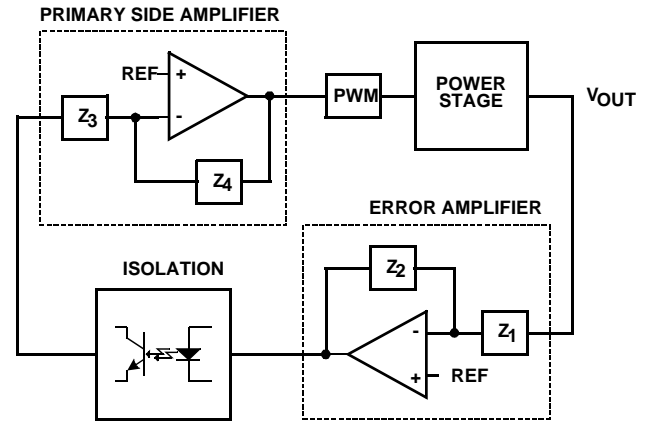 PRIMARY SIDE AMPLIFIER
REF
+
-
Z3
Z4
PWM
POWER
STAGE
VOUT
ERROR AMPLIFIER
ISOLATION
Z2
Z1
-
+
REF